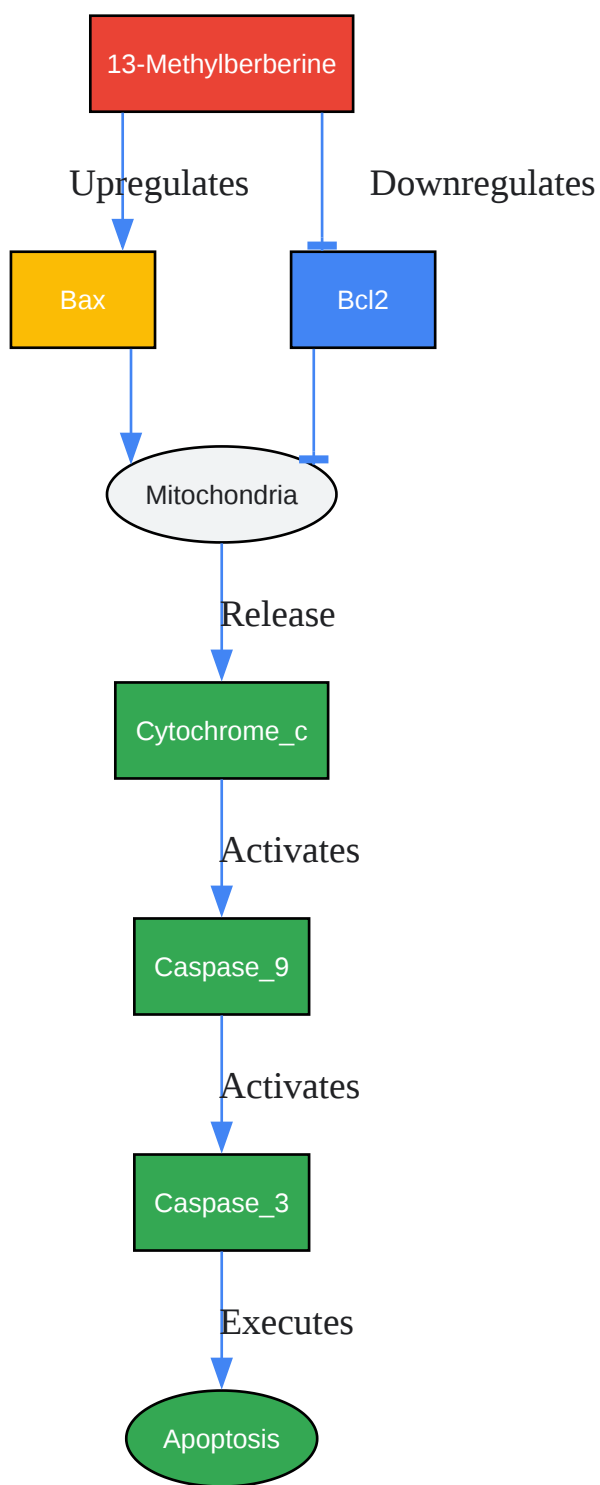 13-Methylberberine
Upregulates
Downregulates
Bax
Bcl2
Mitochondria
Release
Cytochrome_c
Activates
Caspase_9
Activates
Caspase_3
Executes
Apoptosis